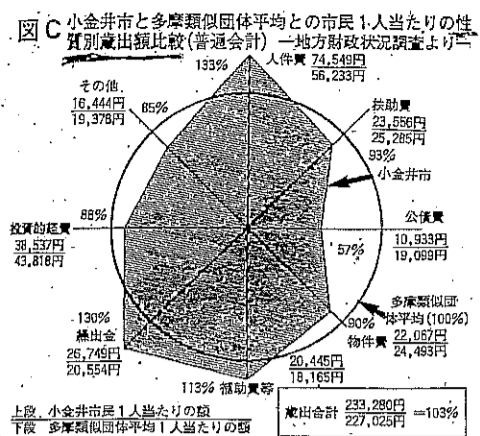 図C 小金井市と多摩類似団体平均との市民1人当たりの性
質別歳出額比較(普通会計) ―地方財政状況調査より―
133%
人件費
74,549円
56,233円
その他
16,444円
19,376円
85%
扶助費
23,556円
25,285円
93%
小金井市
投資的経費
38,537円
43,816円
88%
公債費
10,933円
19,099円
57%
多摩類似団
体平均(100%)
130%
繰出金
26,749円
20,554円
90%
物件費
22,067円
24,493円
20,445円
18,165円
113% 補助費等
上段 小金井市民1人当たりの額
下段 多摩類似団体平均1人当たりの額
歳出合計 233,280円
227,025円
=103%